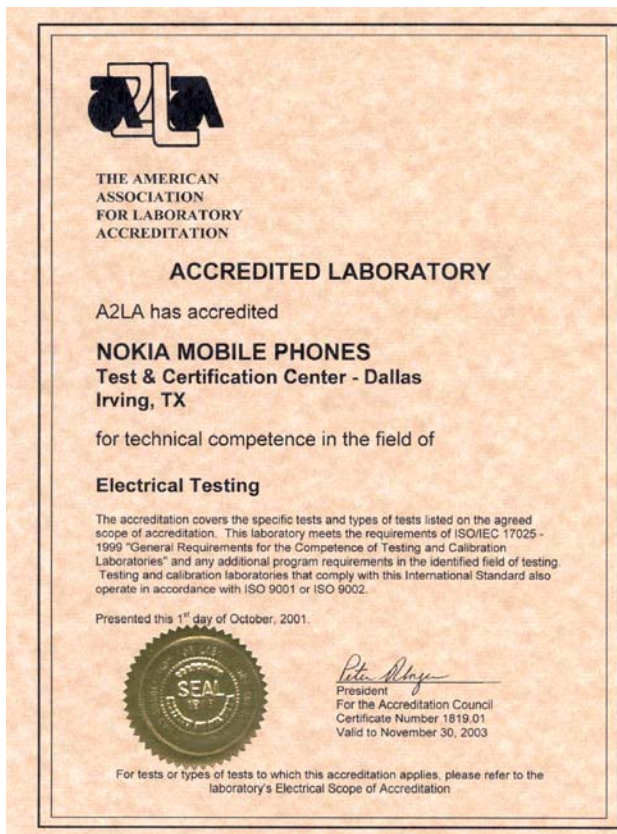 A2LA
THE AMERICAN
ASSOCIATION
FOR LABORATORY
ACCREDITATION
ACCREDITED LABORATORY
A2LA has accredited
NOKIA MOBILE PHONES
Test & Certification Center - Dallas
Irving, TX
for technical competence in the field of
Electrical Testing
The accreditation covers the specific tests and types of tests listed on the agreed
scope of accreditation. This laboratory meets the requirements of ISO/IEC 17025 -
1999 "General Requirements for the Competence of Testing and Calibration
Laboratories" and any additional program requirements in the identified field of testing.
Testing and calibration laboratories that comply with this International Standard also
operate in accordance with ISO 9001 or ISO 9002.
Presented this 1st day of October, 2001.
SEAL
Peter
President
For the Accreditation Council
Certificate Number 1819.01
Valid to November 30, 2003
For tests or types of tests to which this accreditation applies, please refer to the
laboratory's Electrical Scope of Accreditation